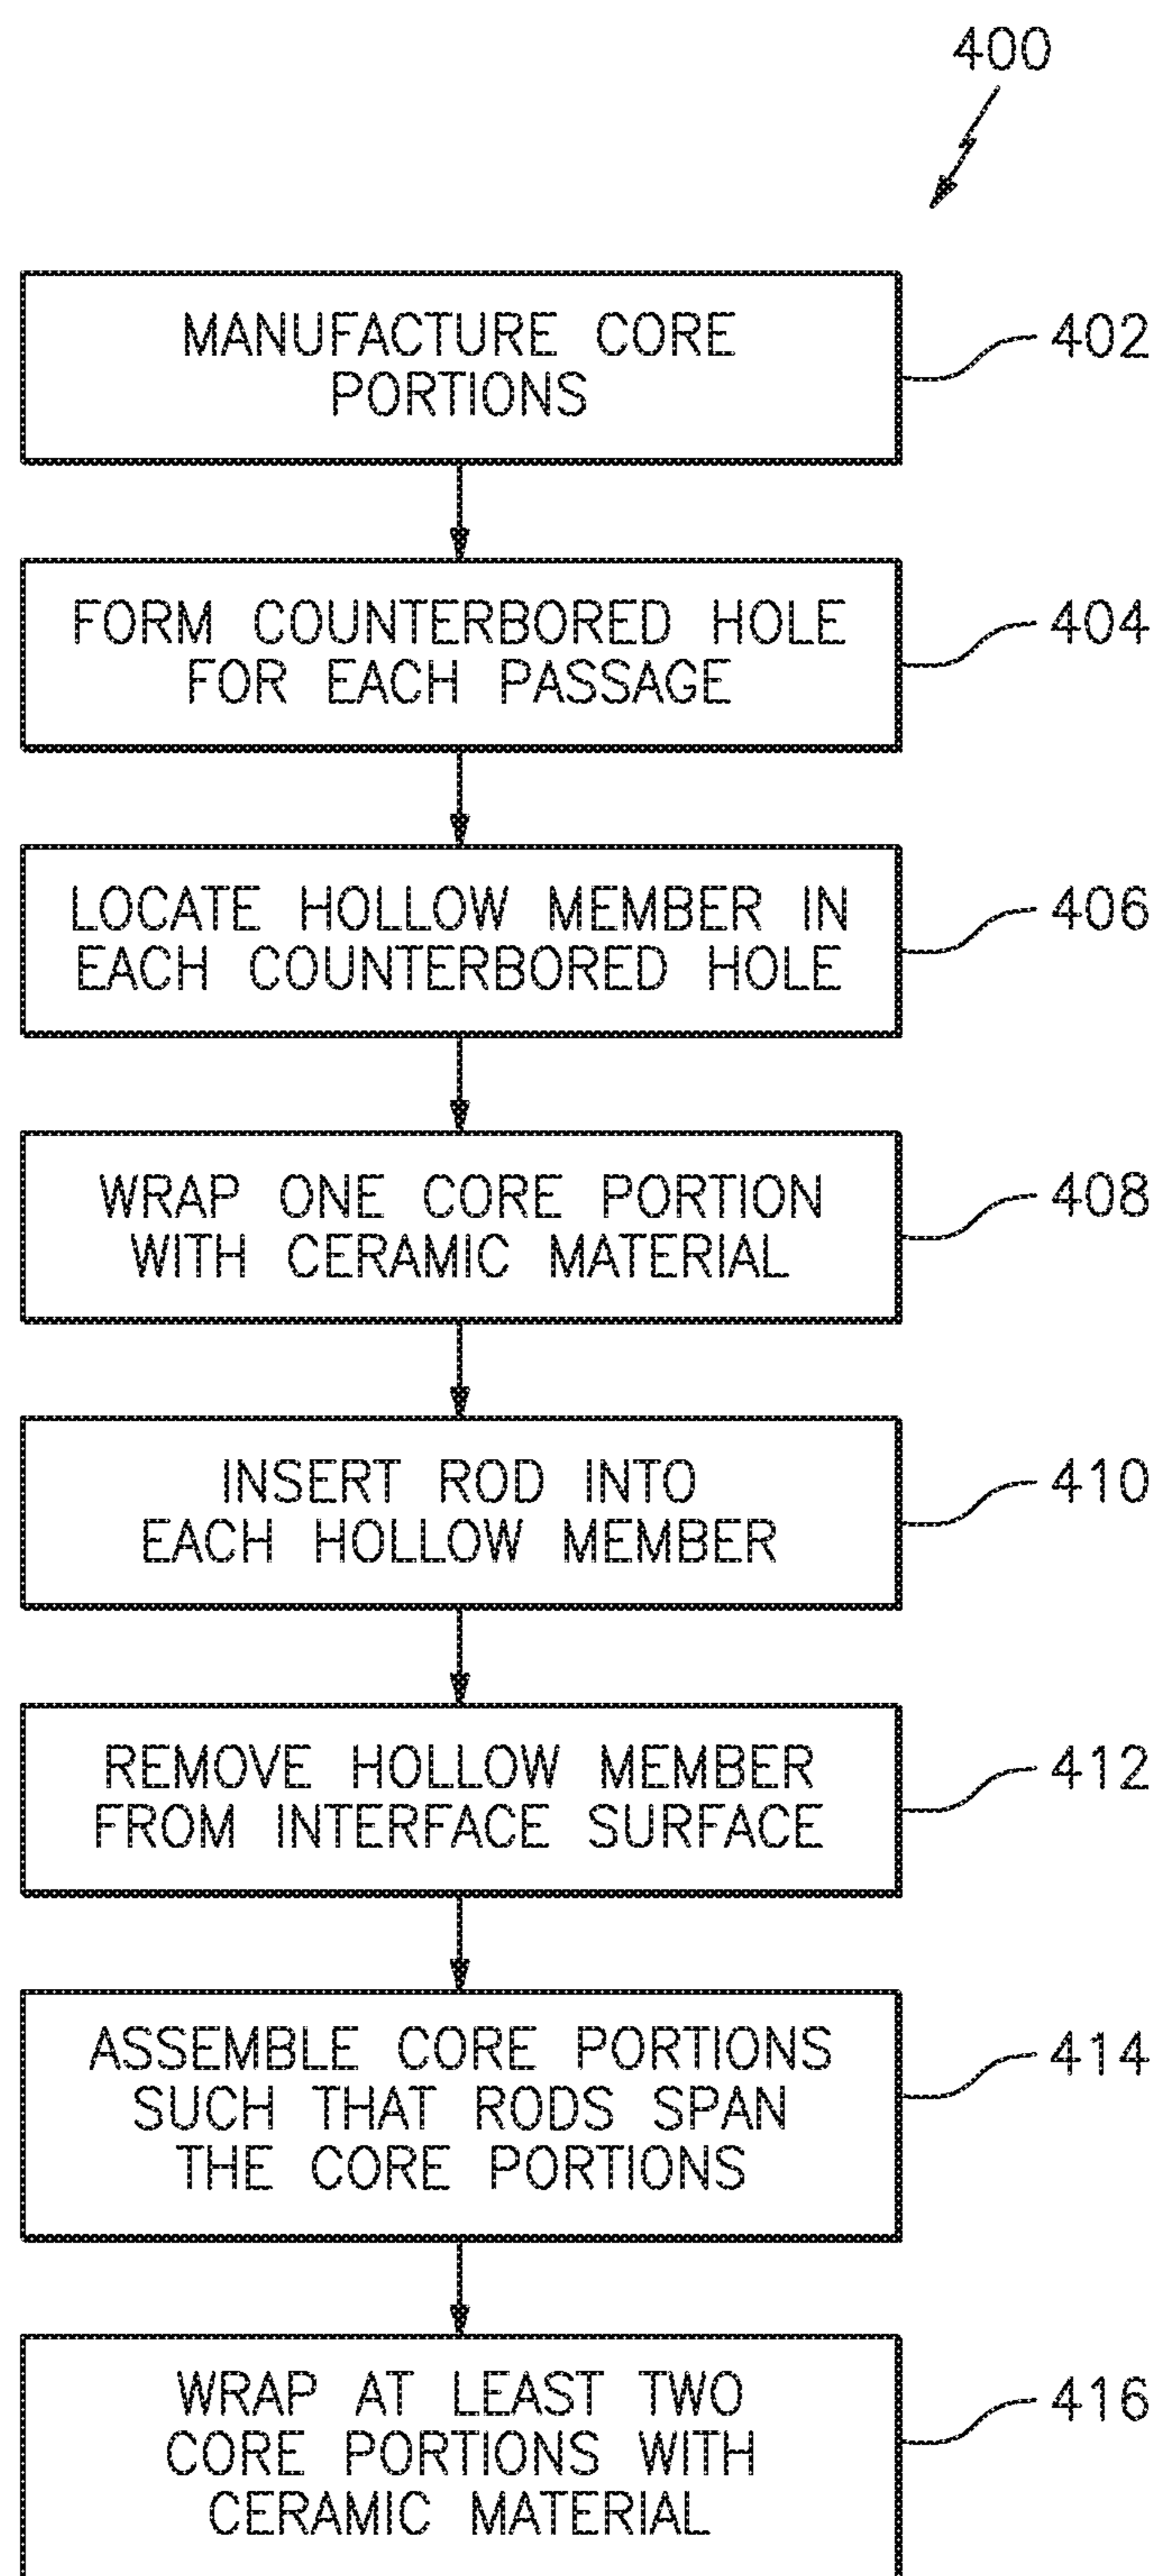 400
MANUFACTURE CORE
PORTIONS
402
FORM COUNTERBORED HOLE
FOR EACH PASSAGE
404
LOCATE HOLLOW MEMBER IN
EACH COUNTERBORED HOLE
406
WRAP ONE CORE PORTION
WITH CERAMIC MATERIAL
408
INSERT ROD INTO
EACH HOLLOW MEMBER
410
REMOVE HOLLOW MEMBER
FROM INTERFACE SURFACE
412
ASSEMBLE CORE PORTIONS
SUCH THAT RODS SPAN
THE CORE PORTIONS
414
WRAP AT LEAST TWO
CORE PORTIONS WITH
CERAMIC MATERIAL
416